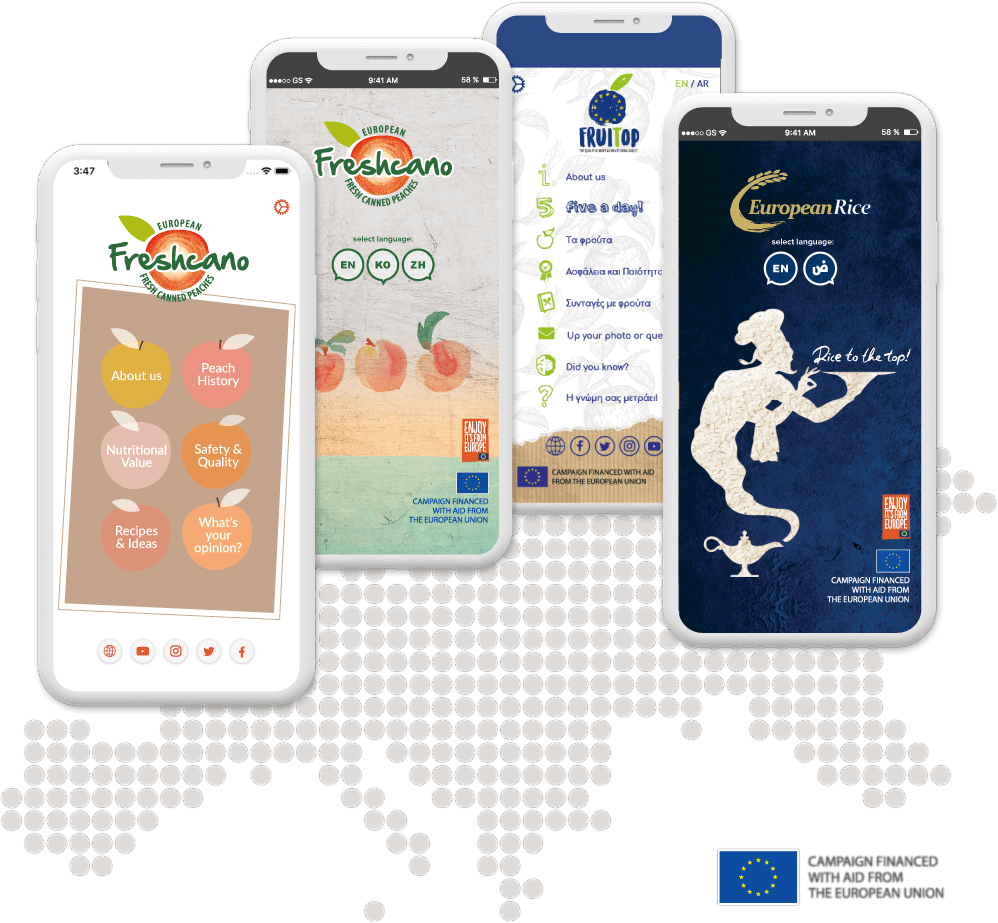 3:47
EUROPEAN
Freshcano
FRESH CANNED PEACHES
About us
Peach
History
Nutritional
Value
Safety &
Quality
Recipes
& Ideas
What's
your
opinion?
GS
9:41 AM
58 %
EUROPEAN
Freshcano
FRESH CANNED PEACHES
select language:
EN
KO
ZH
ENJOY
IT'S FROM
EUROPE
CAMPAIGN FINANCED
WITH AID FROM
THE EUROPEAN UNION
EN / AR
FRUITOP
About us
5 five a day!
Τα φρούτα
Ασφάλεια και Ποιότητα
Συνταγές με φρούτα
Up your photo or que
Did you know?
Η γνώμη σας μετράει!
CAMPAIGN FINANCED WITH AID
FROM THE EUROPEAN UNION
GS
9:41 AM
58 %
European Rice
select language:
EN
ض
Rice to the top!
ENJOY
IT'S FROM
EUROPE
CAMPAIGN FINANCED
WITH AID FROM
THE EUROPEAN UNION
CAMPAIGN FINANCED
WITH AID FROM
THE EUROPEAN UNION